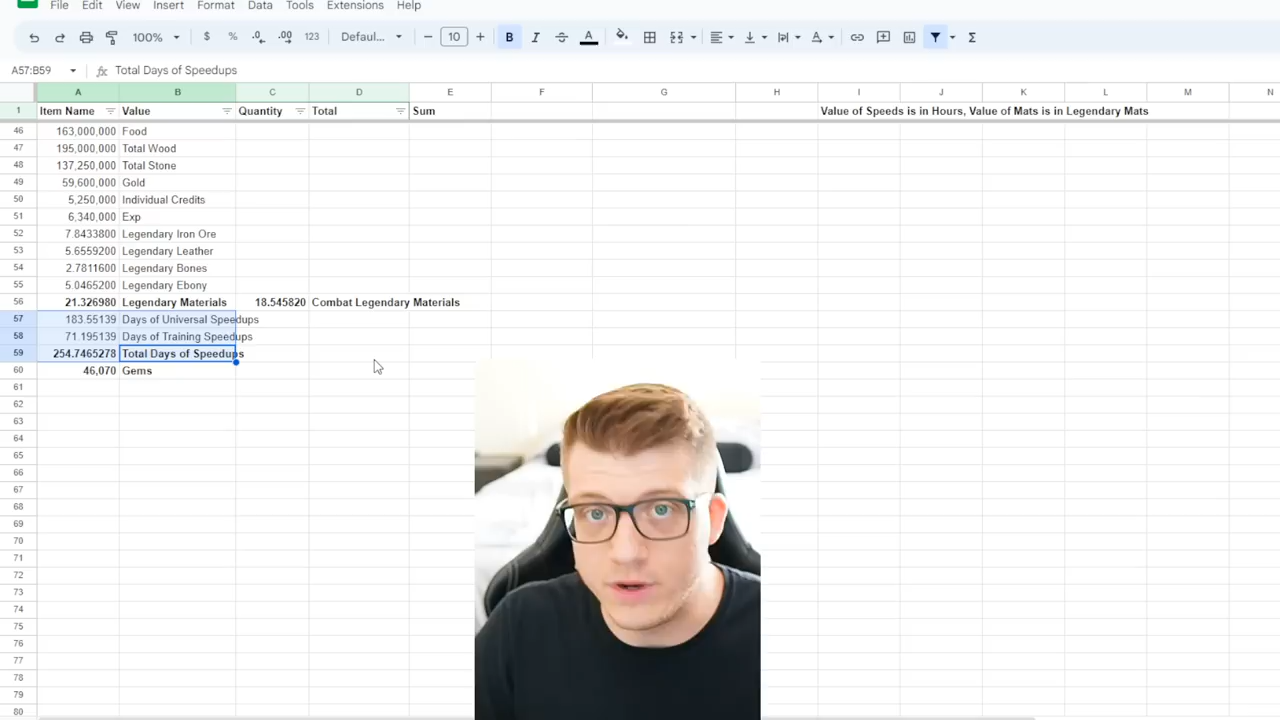 File Edit View Insert Format Data Tools Extensions Help
100% $ % .0 .00 123 Defaul... − 10 + B I A Σ
A57:B59 fx Total Days of Speedups
A B C D E F G H I J K L M N
1 Item Name Value Quantity Total Sum Value of Speeds is in Hours, Value of Mats is in Legendary Mats
46 163,000,000 Food
47 195,000,000 Total Wood
48 137,250,000 Total Stone
49 59,600,000 Gold
50 5,250,000 Individual Credits
51 6,340,000 Exp
52 7.8433800 Legendary Iron Ore
53 5.6559200 Legendary Leather
54 2.7811600 Legendary Bones
55 5.0465200 Legendary Ebony
56 21.326980 Legendary Materials 18.545820 Combat Legendary Materials
57 183.55139 Days of Universal Speedups
58 71.195139 Days of Training Speedups
59 254.7465278 Total Days of Speedups
60 46,070 Gems
61
62
63
64
65
66
67
68
69
70
71
72
73
74
75
76
77
78
79
80